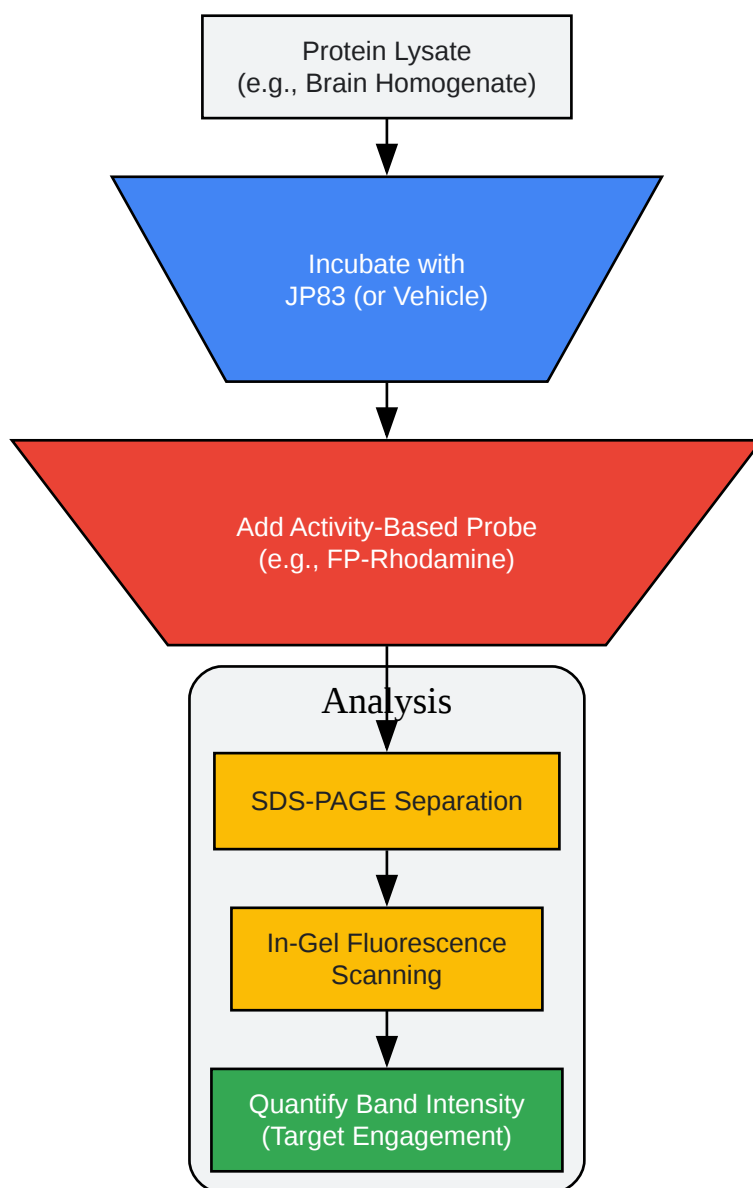 Protein Lysate
(e.g., Brain Homogenate)
Incubate with
JP83 (or Vehicle)
Add Activity-Based Probe
(e.g., FP-Rhodamine)
Analysis
SDS-PAGE Separation
In-Gel Fluorescence
Scanning
Quantify Band Intensity
(Target Engagement)